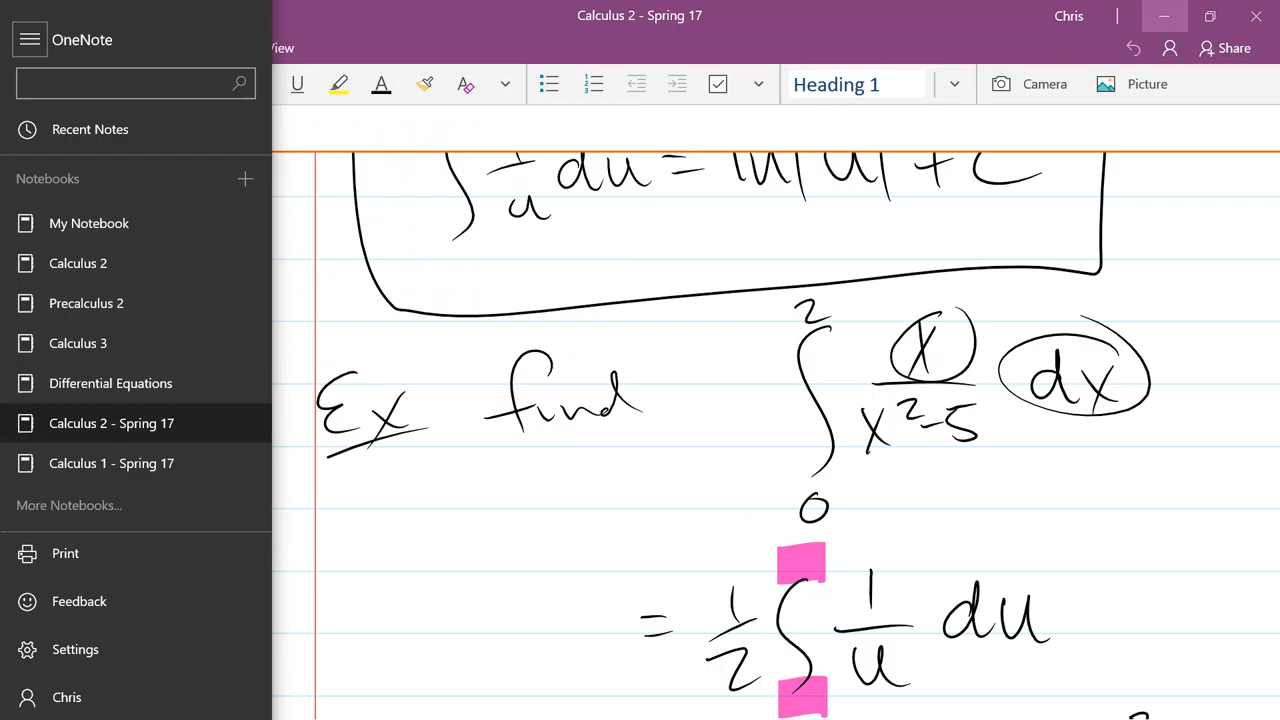 Calculus 2 - Spring 17
Chris
OneNote
View
Share
U
A
A
Heading 1
Camera
Picture
Recent Notes
Notebooks
My Notebook
Calculus 2
Precalculus 2
Calculus 3
Differential Equations
Calculus 2 - Spring 17
Calculus 1 - Spring 17
More Notebooks...
Print
Feedback
Settings
Chris
∫ 1/u du = ln|u| + C
Ex find ∫₀² x/(x²-5) dx
= 1/2 ∫ 1/u du